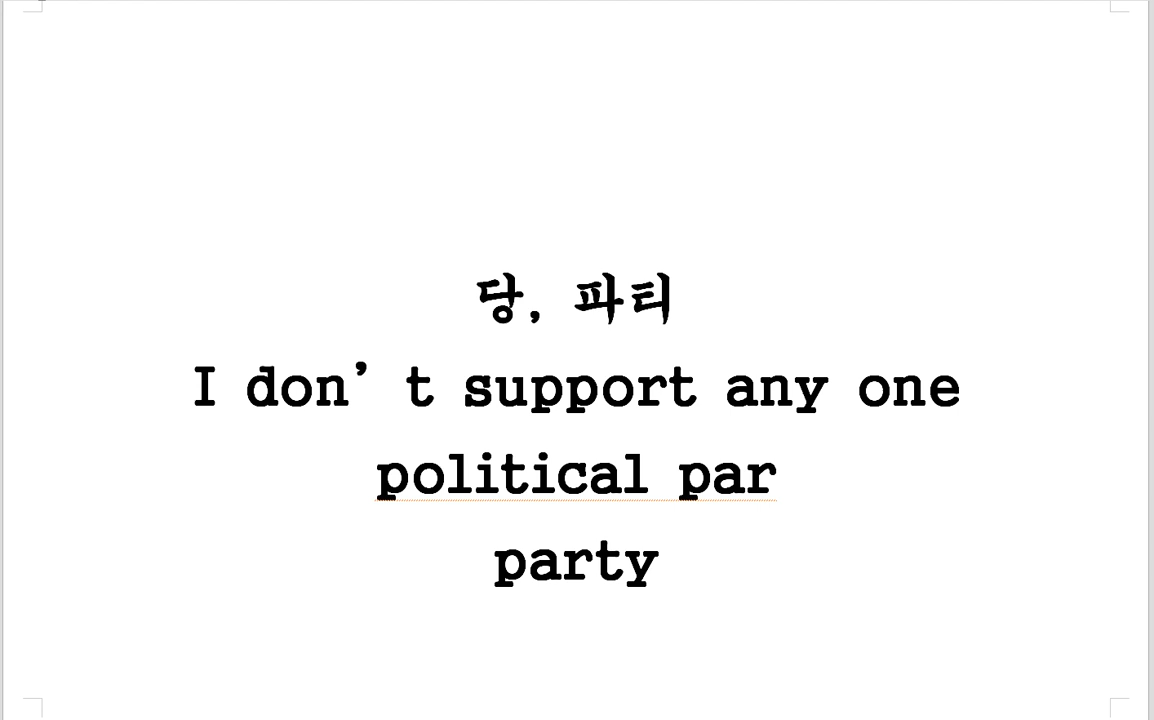 당, 파티
I don’ t support any one
political par
party